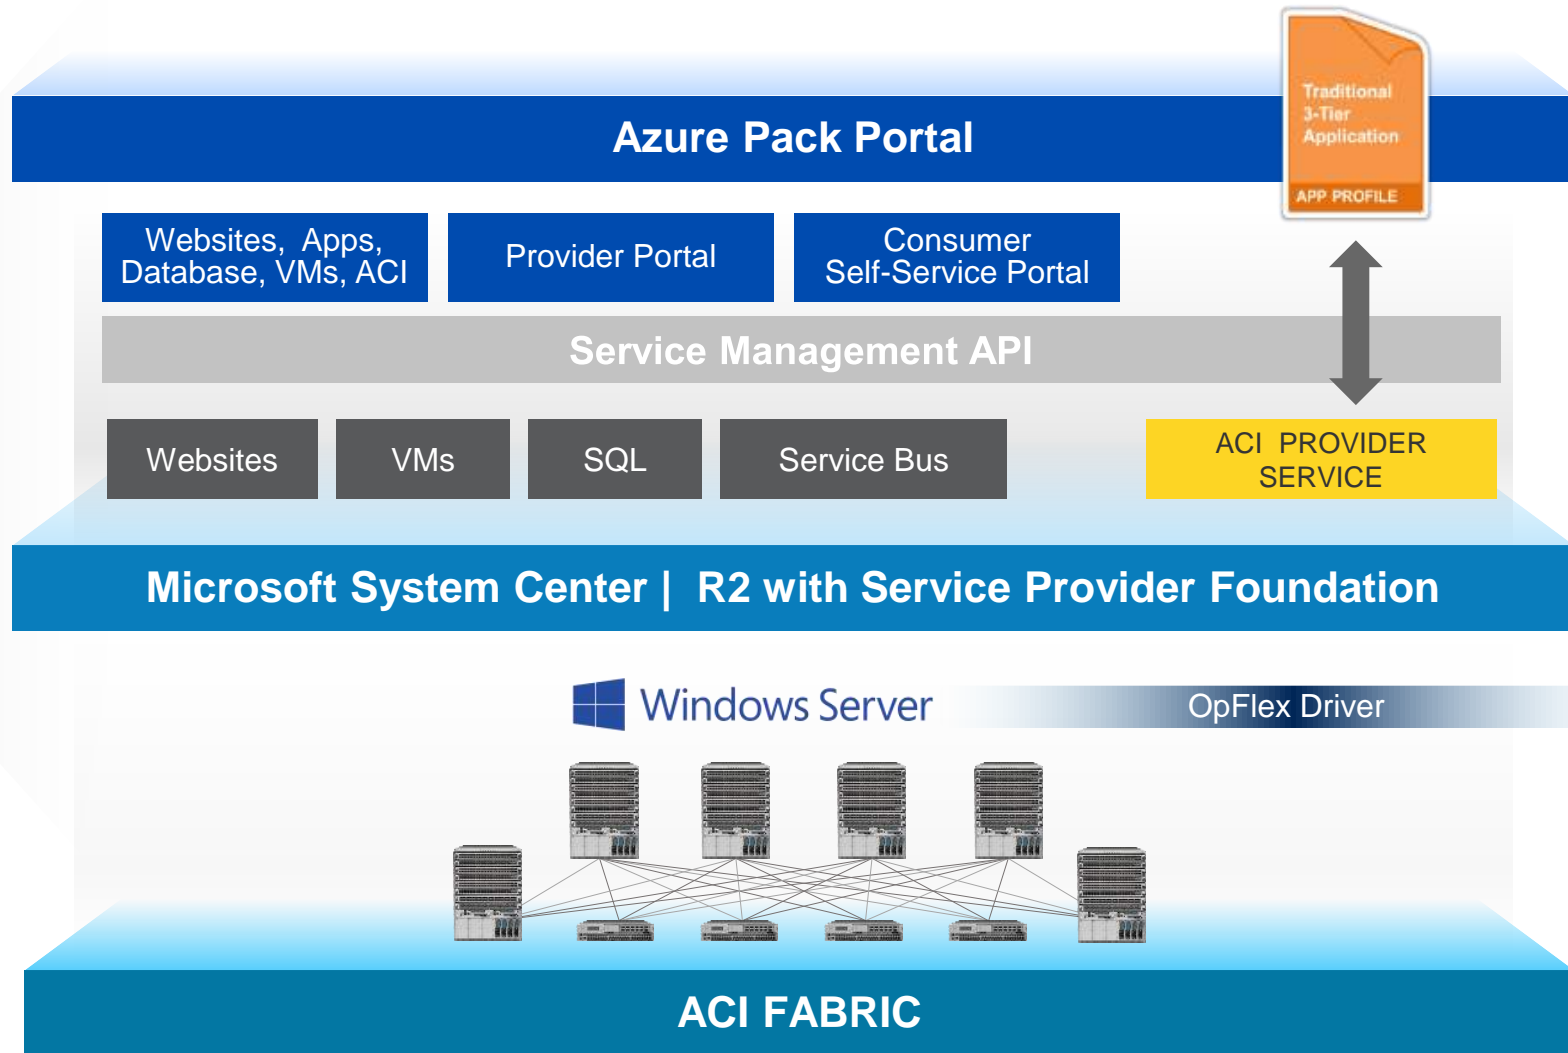 Traditional
3-Tier
Application
APP PROFILE
Azure Pack Portal
Websites, Apps,
Database, VMs, ACI
Provider Portal
Consumer
Self-Service Portal
Service Management API
Websites
VMs
SQL
Service Bus
ACI PROVIDER
SERVICE
Microsoft System Center | R2 with Service Provider Foundation
Windows Server
OpFlex Driver
ACI FABRIC